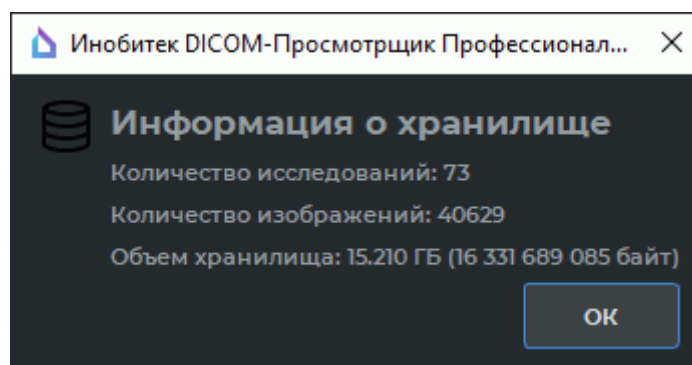 Инобитек DICOM-Просмотрщик Профессионал...
Информация о хранилище
Количество исследований: 73
Количество изображений: 40629
Объем хранилища: 15.210 ГБ (16 331 689 085 байт)
ОК